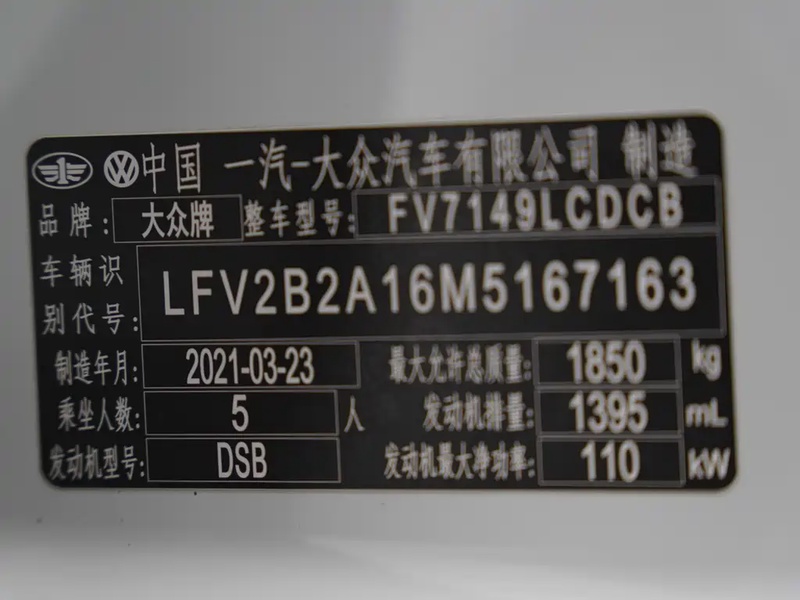 中国 一汽-大众汽车有限公司 制造
品牌: 大众牌 整车型号: FV7149LCDCB
车辆识别代号: LFV2B2A16M5167163
制造年月: 2021-03-23 最大允许总质量: 1850 kg
乘坐人数: 5 人 发动机排量: 1395 mL
发动机型号: DSB 发动机最大净功率: 110 kW